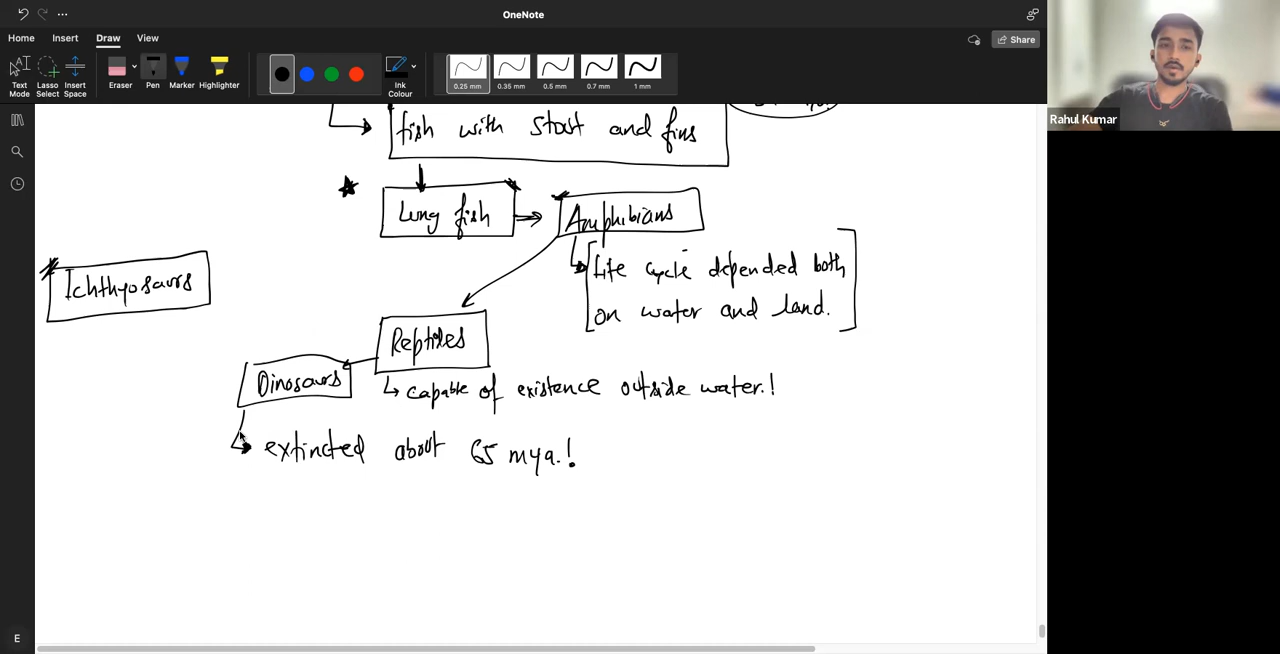 OneNote
Home Insert Draw View
Share
Text Mode
Lasso Select
Insert Space
Eraser
Pen
Marker
Highlighter
Ink Colour
0.25 mm
0.35 mm
0.5 mm
0.7 mm
1 mm
Rahul Kumar
fish with stout and fins
Lung fish
Amphibians
Life cycle depended both
on water and land.
Ichthyosaurs
Reptiles
capable of existence outside water.!
Dinosaurs
extincted about 65 mya.!
E